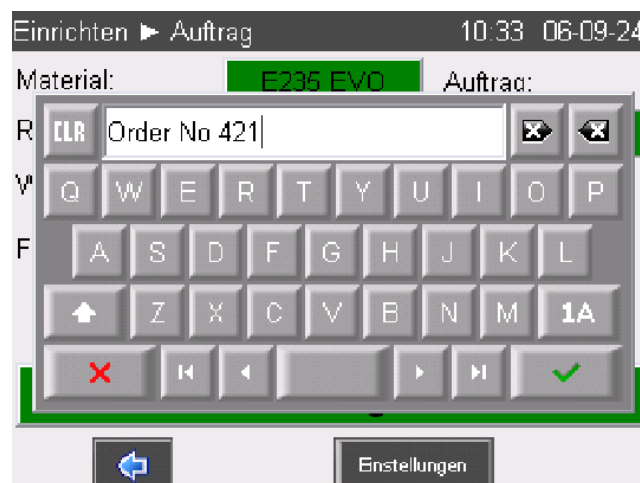 Einrichten ► Auftrag 10:33 06-09-24
Material: E235 EVO Auftrag:
R CLR Order No 421
Q W E R T Y U I O P
F A S D F G H J K L
Z X C V B N M 1A
Einstellungen